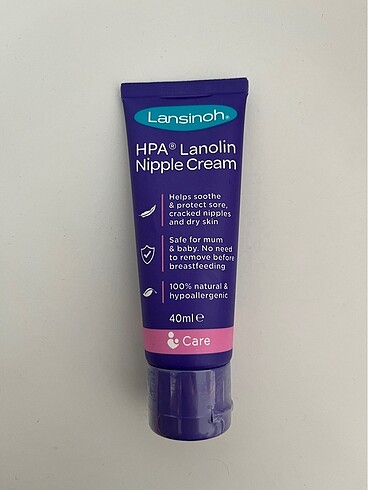 Lansinoh®
HPA® Lanolin
Nipple Cream
Helps soothe
& protect sore,
cracked nipples
and dry skin
Safe for mum
& baby. No need
to remove before
breastfeeding
100% natural &
hypoallergenic
40ml ℮
Care